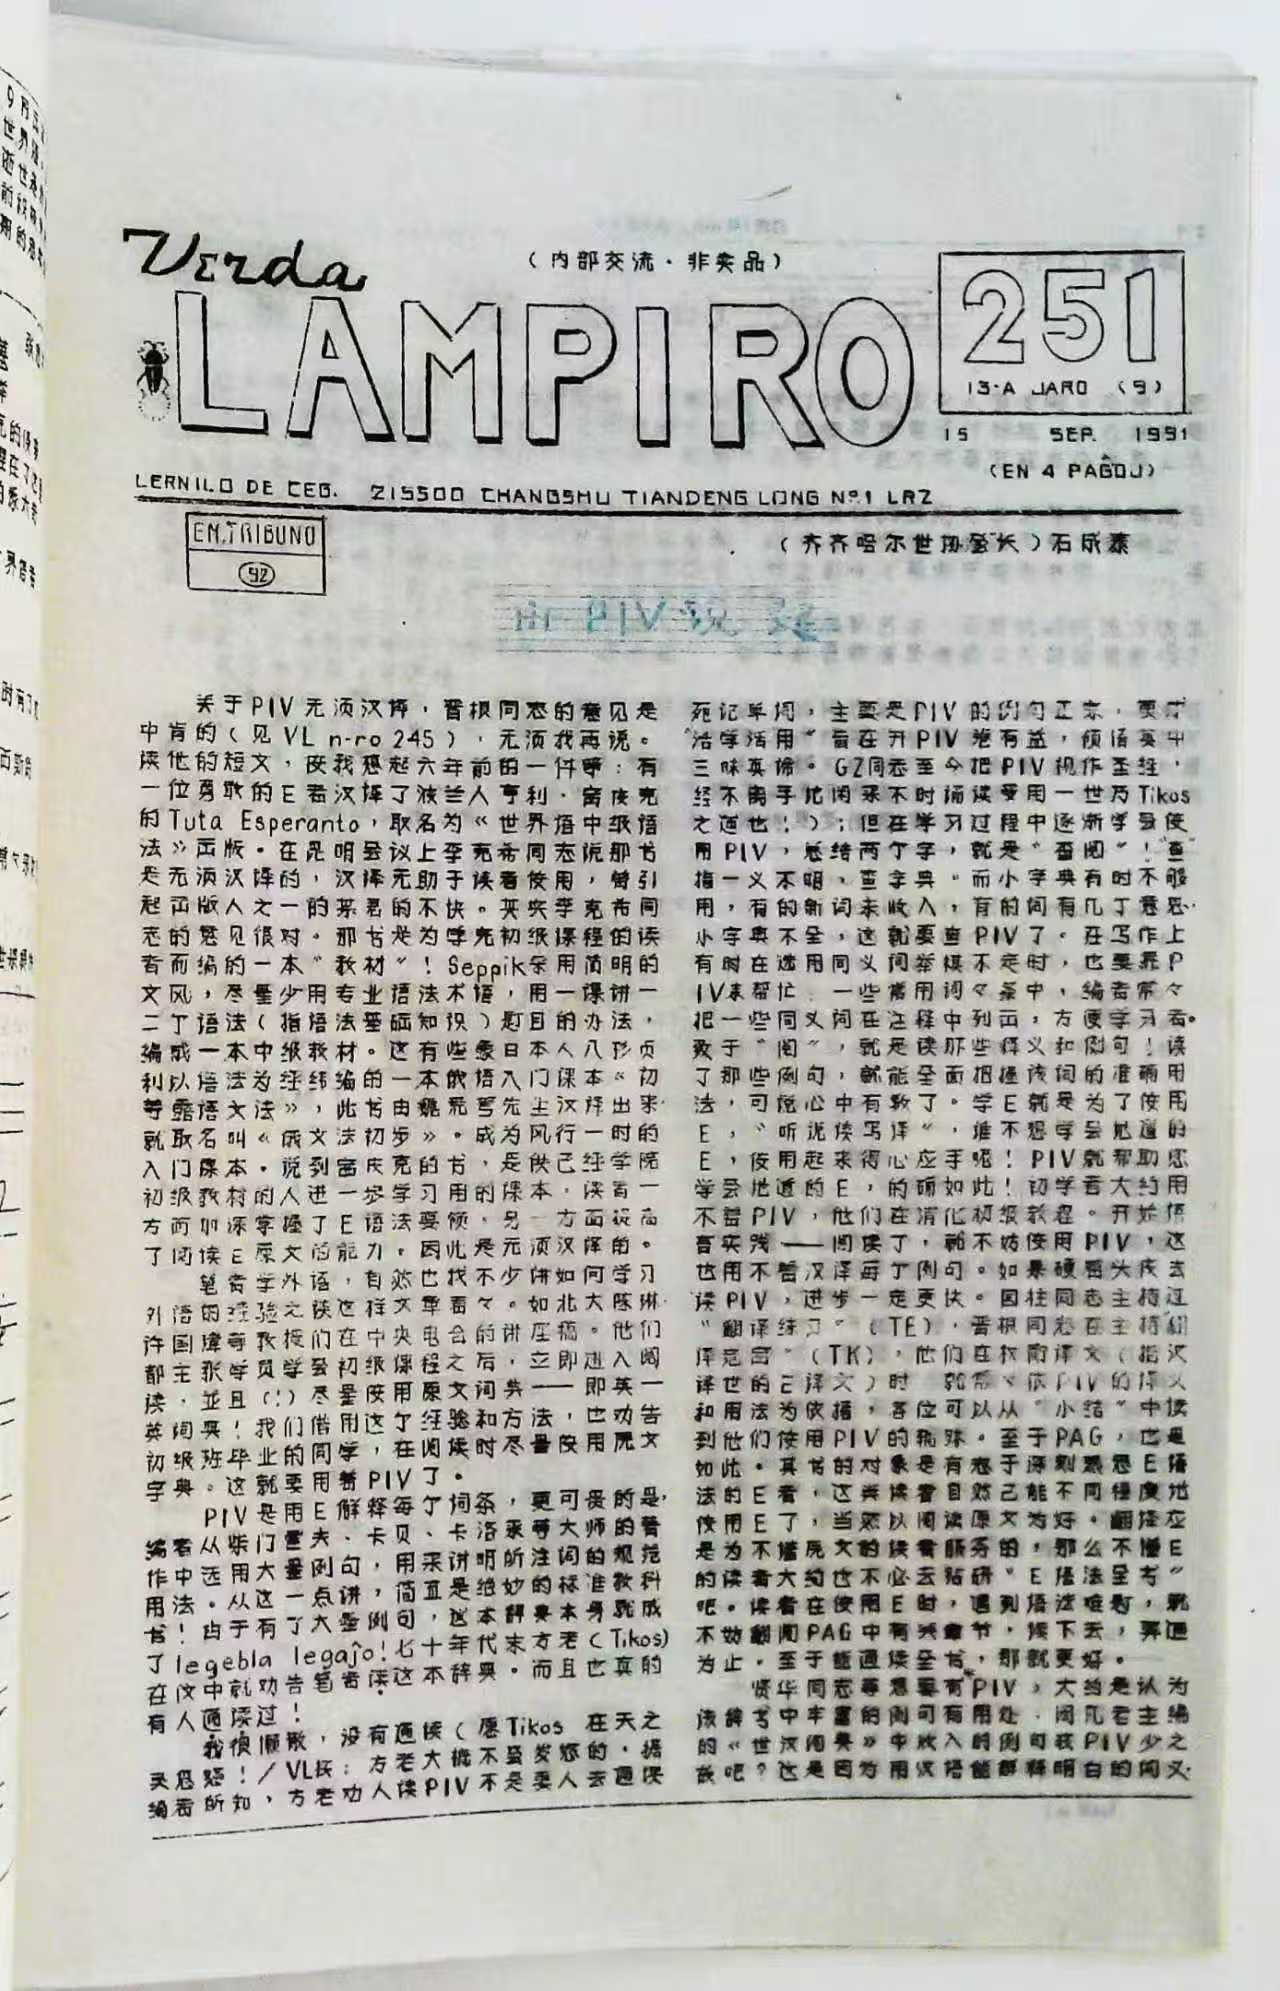 Verda
(内部交流·非卖品)
LAMPIRO
251
13-A JARO (9)
15 SEP. 1991
(EN 4 PAĜOJ)
LERNILO DE CEG. 215500 CHANGSHU TIANDENG LONG Nº.1 LRZ
EN.TRIBUNO
92
(齐齐哈尔世协会长)石成泰
由 PIV 说
关于PIV无须汉择，晋根同志的意见是
中肯的(见VL n-ro 245)，无须我再说。
读他的短文，使我想起六年前的一件事：有
一位勇敢的E者汉择了波兰人亨利·富皮克
的Tuta Esperanto，取名为《世界语中级语
法》出版。在昆明会议上李克希同志说那书
是无须汉择的，汉择无助于读者使用，曾引
起出版人之一的某君的不快。其实李克布同
志的意见很对。那书是为学完初级课程的读
者而编的一本“教材”！Seppik采用简明的
文风，尽量少用专业语法术语，用一课讲一
二个语法(指语法基础知识)题目的办法，
编成一本中级教材。这有些象日本人八杉贞
利以语法为经纬编的一本俄语入门课本《初
等露语文法》，此书由 先生汉择出来
就取名叫《俄文法初步》。成为风行一时的
入门课本。说到富皮克的书，是供已经学完
初级教材的人进一步学习用的课本，读者一
方面加深掌握了E语法要领，另一方面提高
了阅读E原文的能力。因此是无须汉择的。
笔者学外语，自然也找不少讲如何学习
外语的经验之谈这样文章看々。如北大陈琳
许国璋等教授们在中央电台的讲座稿。他们
都主张学员学会初级课程之后，立即进入阅
读，並且(!)尽量使用原文词典——即英一
英词典！我们借用这个经验和方法，也劝告
初级班毕业的同学，在阅读时尽量使用原文
字典。这就要用着PIV了。
PIV是用E解释每个词条，更可贵的是，
编者从柴门霍夫、卡贝、卡洛采等大师的著
作中选用大量例句，用来讲明所注词的规范
用法。从这一点讲，简直是绝妙的标准教科
书！由于有了大量例句，这本辞典本身就成
了legebla legaĵo!七十年代末方老(Tikos)
在仪中就劝告笔者读这本辞典。而且也真的
有人通读过！
我很惭愧，没有通读(愿Tikos 在天之
灵恕 ！/VL按：方老大概不 的。据
编者所知，方老劝人读PIV不是要人去通读
死记单词，主要是PIV的例句正宗，更 
“活学活用”旨在开PIV卷有益，领悟其中
三昧真谛。GZ同志至今把PIV视作圣经，
经不离手地阅来不时诵读受用一世乃Tikos
之道也！)；但在学习过程中逐渐学会使
用PIV，总结两个字，就是“查阅”！“查”
指一义不明，查字典。而小字典有时不够
用，有的新词未收入，有的词有几个意思，
小字典不全，这就要查PIV了。在写作上
有时在选用同义词举棋不定时，也要靠P
IV来帮忙。一些常用词々条中，编者常々
把一些同义词在注释中列出，方便学习者。
致于“阅”，就是读那些释义和例句！读
了那些例句，就能全面把握该词的准确用
法，可说心中有数了。学E就是为了使用
E，“听说读写译”，谁不想学会地道的
E，使用起来得心应手呢！PIV就帮助您
学会地道的E，的确如此！初学者大约用
不着PIV，他们在消化初级教程。开始语
言实践——阅读了，就不妨使用PIV，这
也用不着汉译每个例句。如果硬着头皮去
读PIV，进步一定更快。国柱同志主持过
“翻译练习”(TE)，晋根同志在主持翻
译范 ”(TK)，他们在校阅译文(指汉
译世的E译文)时 就常々依PIV的择义
和用法为依据，各位可以从“小结”中读
到他们使用PIV的 。至于PAG，也是
如此。其书的对象是有志于深刻熟悉E语
法的E者，这类读者自然已能不同程度地
使用E了，当然以阅读原文为好。翻择应
是为不懂原文的读者服务的，那么不懂E
的读者大约也不必去钻研“E语法全书”
吧。读者在使用E时，遇到语法难题，就
不妨翻阅PAG中有关章节，读下去，弄通
为止。至于能通读全书，那就更好。
贤华同志等想要有PIV，大约是认为
该辞书中丰富的例句有用处。阅凡老主编
的《世汉词典》中收入的例句较PIV少之
故吧？这是因为用汉语能解释明白的词义，